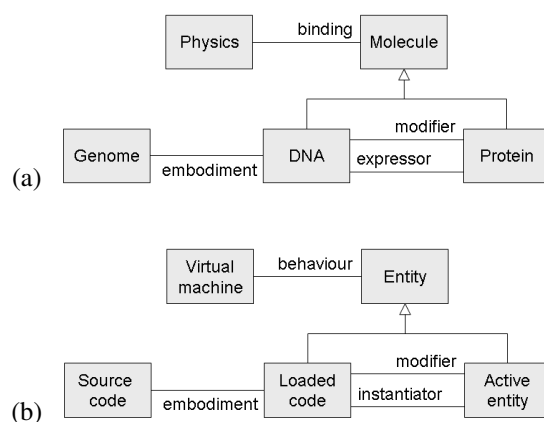 Physics
binding
Molecule
modifier
Genome
embodiment
DNA
expressor
Protein
(a)
Virtual
machine
behaviour
Entity
modifier
Source
code
embodiment
Loaded
code
instantiator
Active
entity
(b)